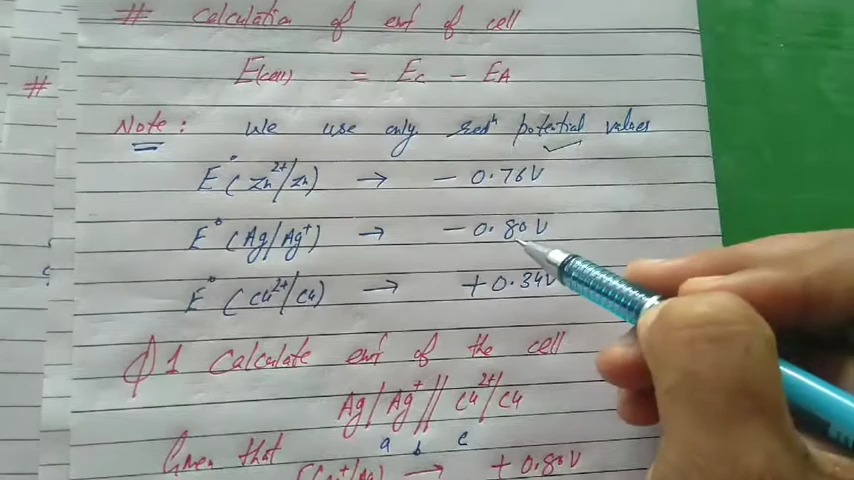 # Calculation of emf of cell
E(cell) = Ec - EA
#
Note: We use only redn potential values
E°(Zn2+/Zn) → - 0.76V
E°(Ag/Ag+) → - 0.80V
E°(Cu2+/Cu) → + 0.34V
Q1 Calculate emf of the cell
Ag/Ag+//Cu2+/Cu
a b c
Given that → + 0.80V